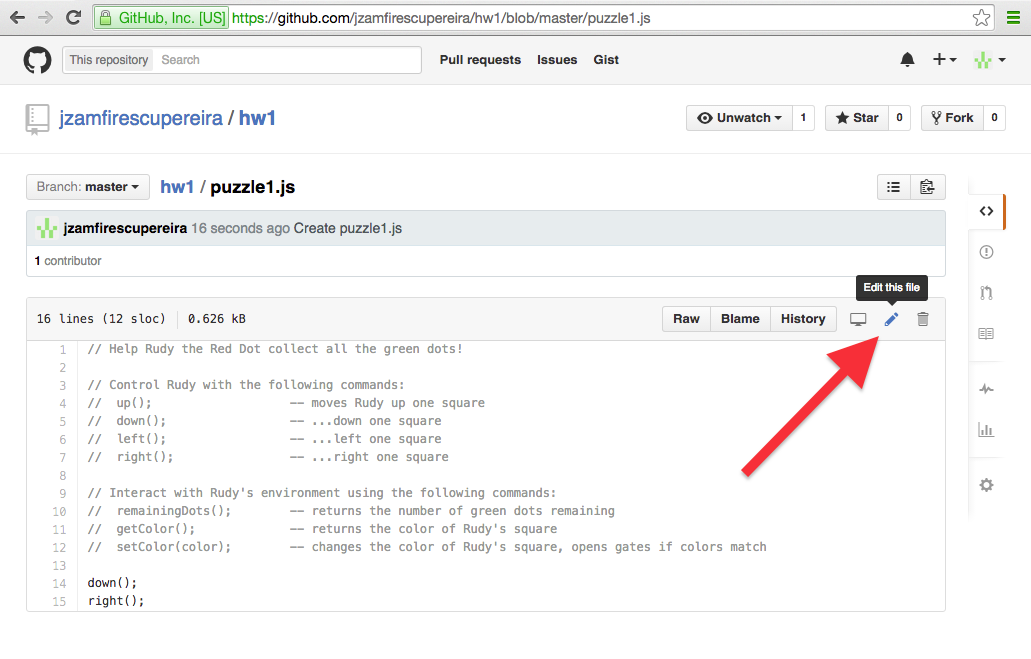 GitHub, Inc. [US] https://github.com/jzamfirescupereira/hw1/blob/master/puzzle1.js
This repository Search Pull requests Issues Gist
jzamfirescupereira / hw1 Unwatch 1 Star 0 Fork 0
Branch: master hw1 / puzzle1.js
jzamfirescupereira 16 seconds ago Create puzzle1.js
1 contributor
Edit this file
16 lines (12 sloc) 0.626 kB Raw Blame History
1 // Help Rudy the Red Dot collect all the green dots!
2
3 // Control Rudy with the following commands:
4 //  up();                   -- moves Rudy up one square
5 //  down();                 -- ...down one square
6 //  left();                 -- ...left one square
7 //  right();                -- ...right one square
8
9 // Interact with Rudy's environment using the following commands:
10 //  remainingDots();        -- returns the number of green dots remaining
11 //  getColor();             -- returns the color of Rudy's square
12 //  setColor(color);        -- changes the color of Rudy's square, opens gates if colors match
13
14 down();
15 right();